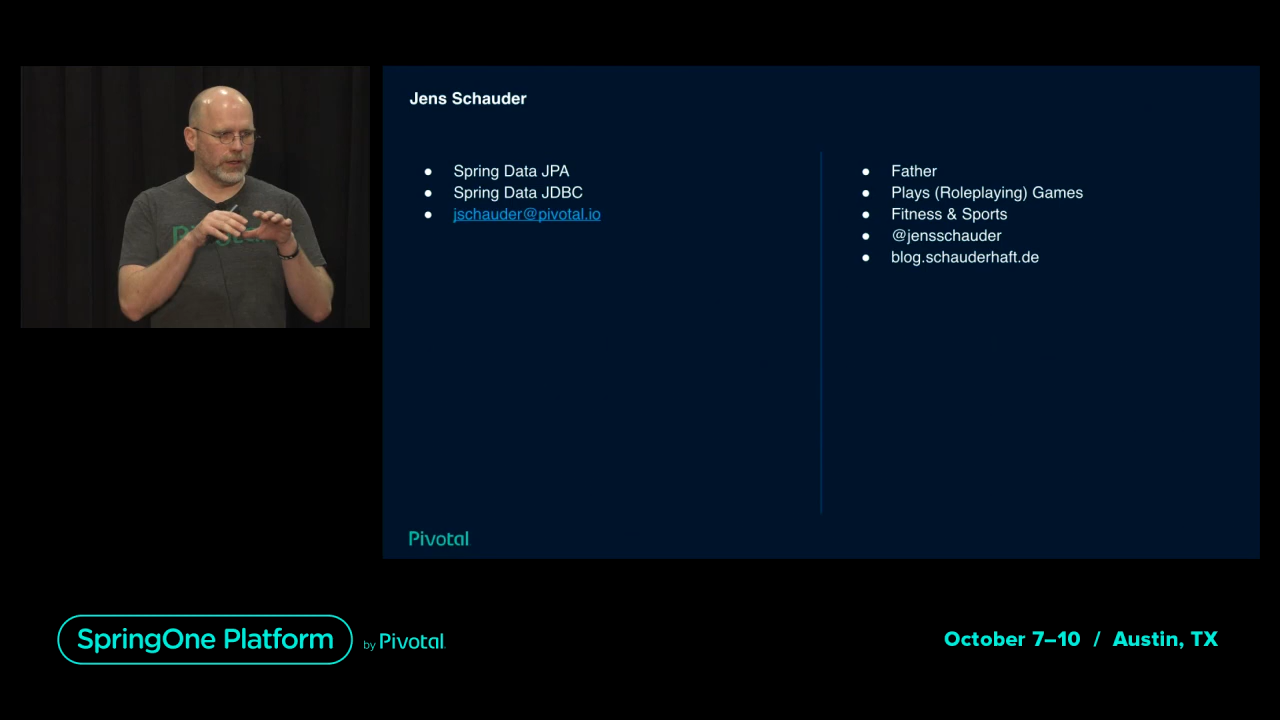 Jens Schauder
● Spring Data JPA
● Spring Data JDBC
● jschauder@pivotal.io
● Father
● Plays (Roleplaying) Games
● Fitness & Sports
● @jensschauder
● blog.schauderhaft.de
Pivotal
SpringOne Platform by Pivotal
October 7–10 / Austin, TX